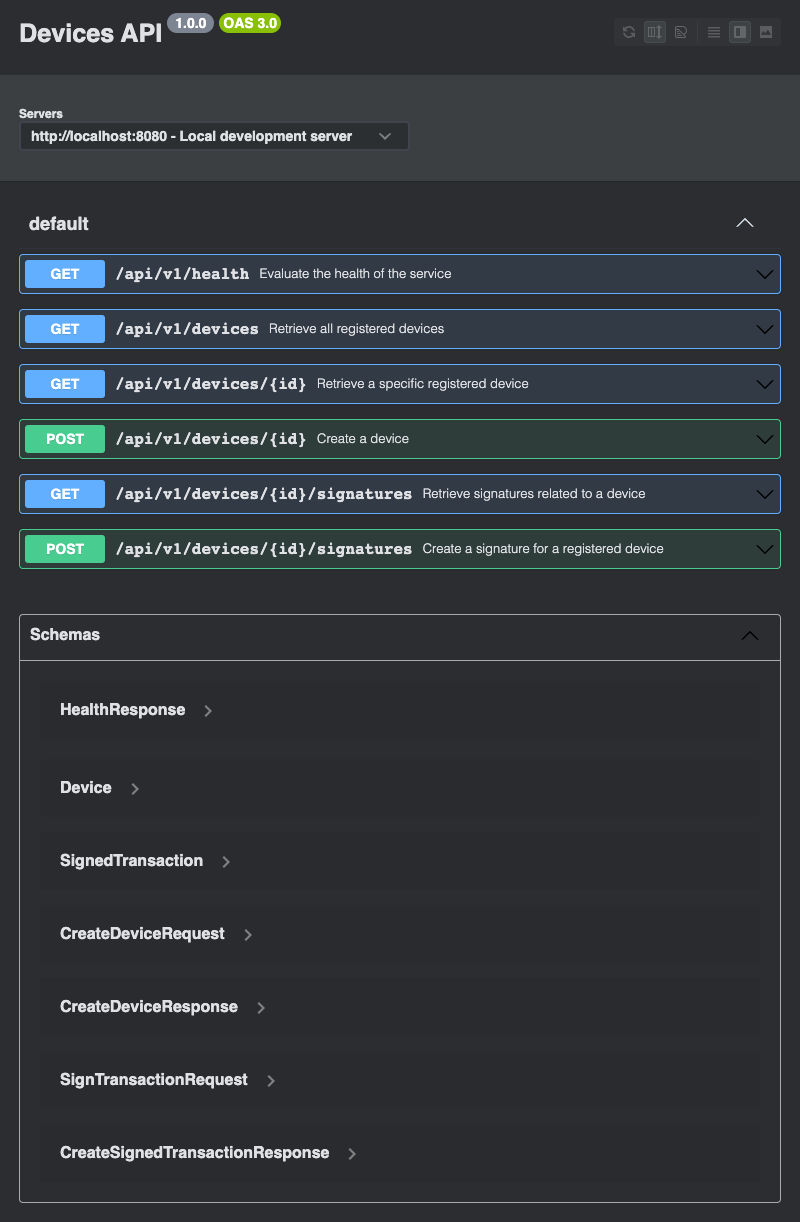 Devices API 1.0.0 OAS 3.0
Servers
http://localhost:8080 - Local development server
default
GET /api/v1/health Evaluate the health of the service
GET /api/v1/devices Retrieve all registered devices
GET /api/v1/devices/{id} Retrieve a specific registered device
POST /api/v1/devices/{id} Create a device
GET /api/v1/devices/{id}/signatures Retrieve signatures related to a device
POST /api/v1/devices/{id}/signatures Create a signature for a registered device
Schemas
HealthResponse
Device
SignedTransaction
CreateDeviceRequest
CreateDeviceResponse
SignTransactionRequest
CreateSignedTransactionResponse